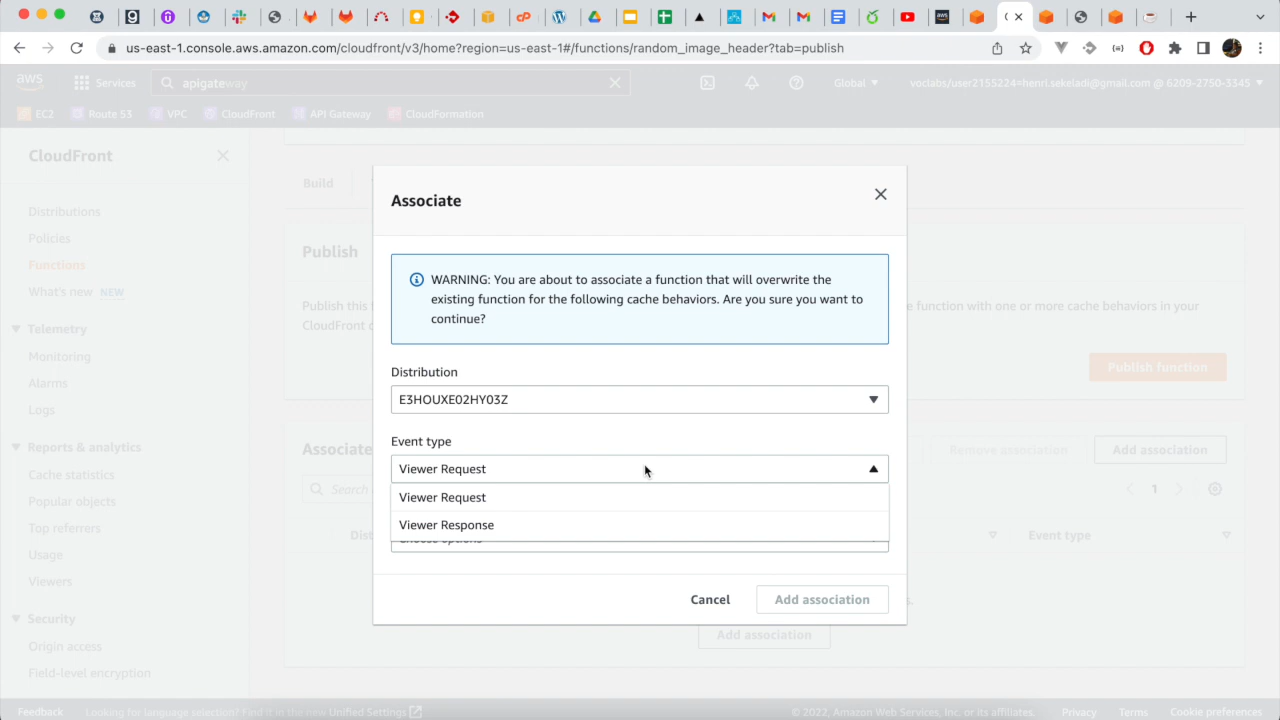 us-east-1.console.aws.amazon.com/cloudfront/v3/home?region=us-east-1#/functions/random_image_header?tab=publish
aws
Services
apigateway
Global
voclabs/user2155224=henri.sekeladi@gmail.com @ 6209-2750-3345
EC2
Route 53
VPC
CloudFront
API Gateway
CloudFormation
CloudFront
Distributions
Policies
Functions
What's new NEW
Telemetry
Monitoring
Alarms
Logs
Reports & analytics
Cache statistics
Popular objects
Top referrers
Usage
Viewers
Security
Origin access
Field-level encryption
Build
Publish
Publish this f
e function with one or more cache behaviors in your
CloudFront d
Publish function
Associate
Remove association
Add association
Search
1
Dist
Event type
s.
Add association
Associate
WARNING: You are about to associate a function that will overwrite the
existing function for the following cache behaviors. Are you sure you want to
continue?
Distribution
E3HOUXE02HY03Z
Event type
Viewer Request
Viewer Request
Viewer Response
Choose options
Cancel
Add association
Feedback
Looking for language selection? Find it in the new Unified Settings
© 2022, Amazon Web Services, Inc. or its affiliates.
Privacy
Terms
Cookie preferences